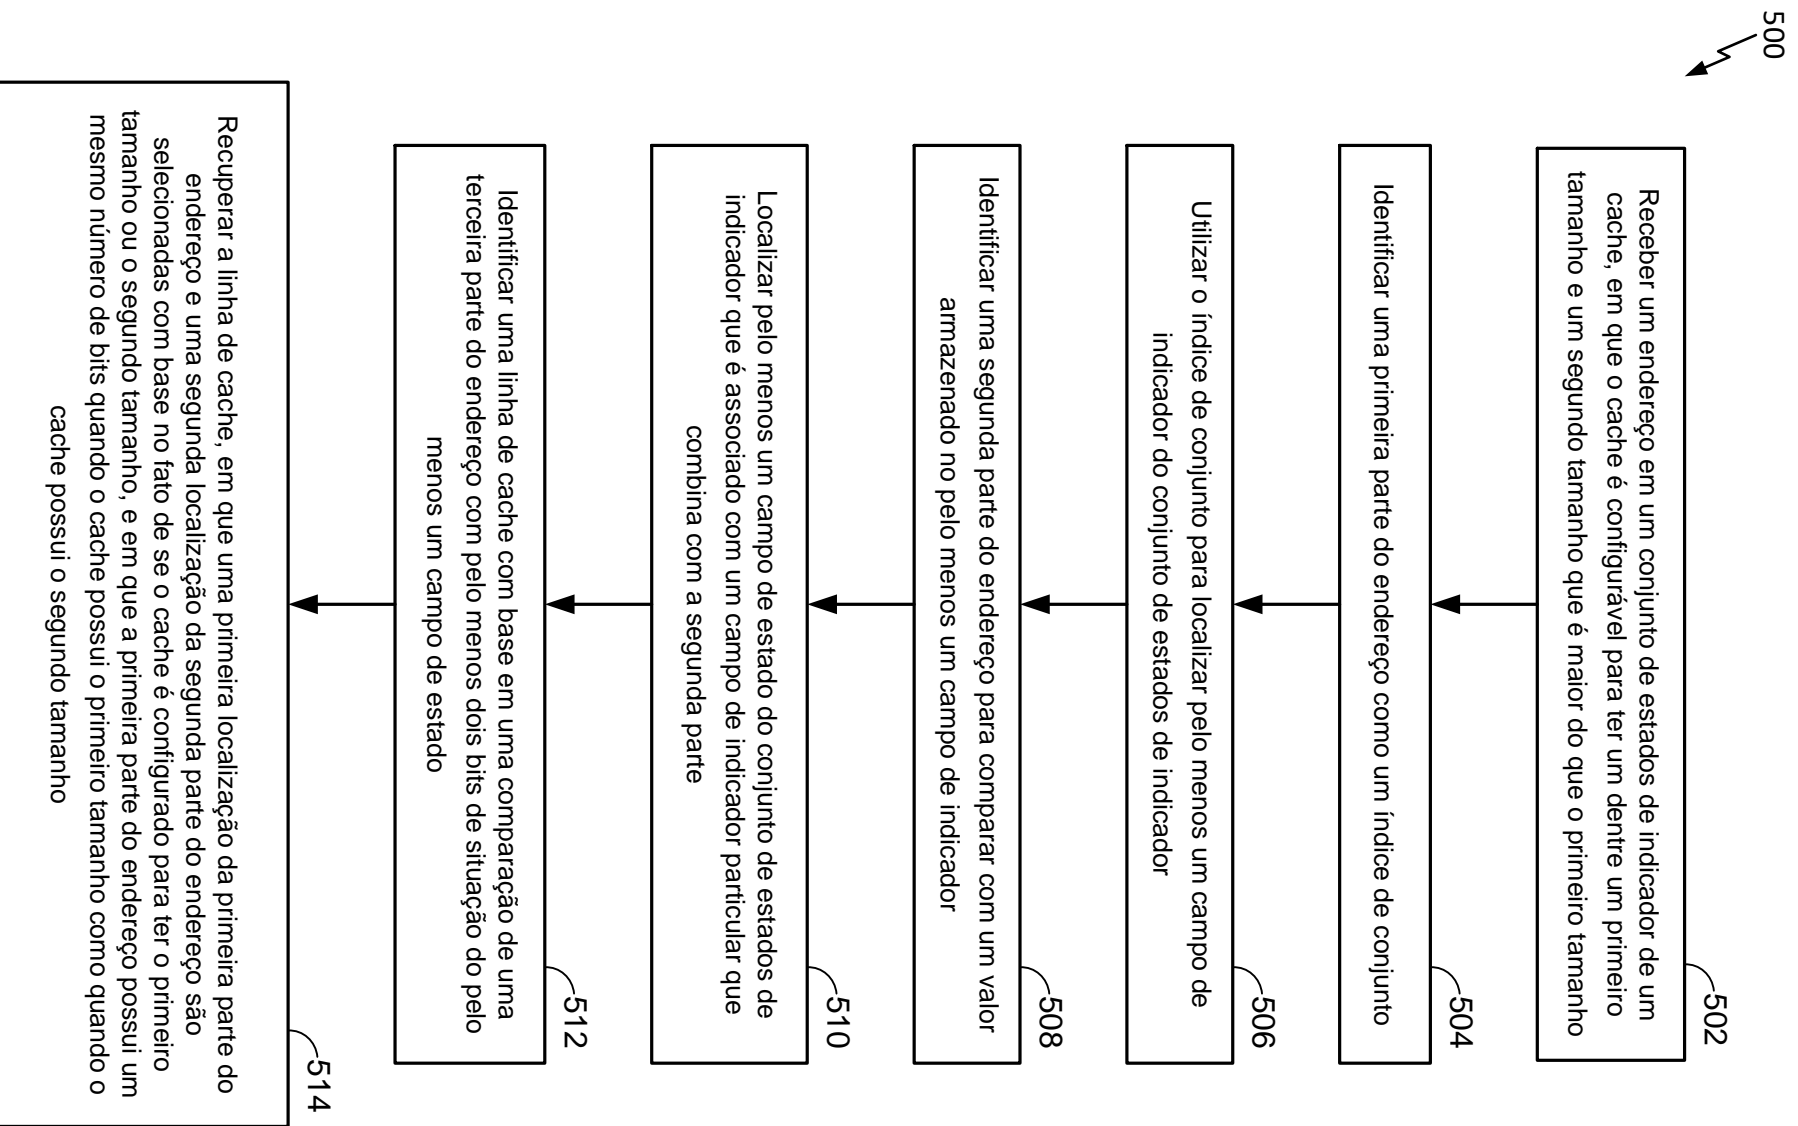 500
Receber um endereço em um conjunto de estados de indicador de um
cache, em que o cache é configurável para ter um dentre um primeiro
tamanho e um segundo tamanho que é maior do que o primeiro tamanho
502
Identificar uma primeira parte do endereço como um índice de conjunto
504
Utilizar o índice de conjunto para localizar pelo menos um campo de
indicador do conjunto de estados de indicador
506
Identificar uma segunda parte do endereço para comparar com um valor
armazenado no pelo menos um campo de indicador
508
Localizar pelo menos um campo de estado do conjunto de estados de
indicador que é associado com um campo de indicador particular que
combina com a segunda parte
510
Identificar uma linha de cache com base em uma comparação de uma
terceira parte do endereço com pelo menos dois bits de situação do pelo
menos um campo de estado
512
Recuperar a linha de cache, em que uma primeira localização da primeira parte do
endereço e uma segunda localização da segunda parte do endereço são
selecionadas com base no fato de se o cache é configurado para ter o primeiro
tamanho ou o segundo tamanho, e em que a primeira parte do endereço possui um
mesmo número de bits quando o cache possui o primeiro tamanho como quando o
cache possui o segundo tamanho
514